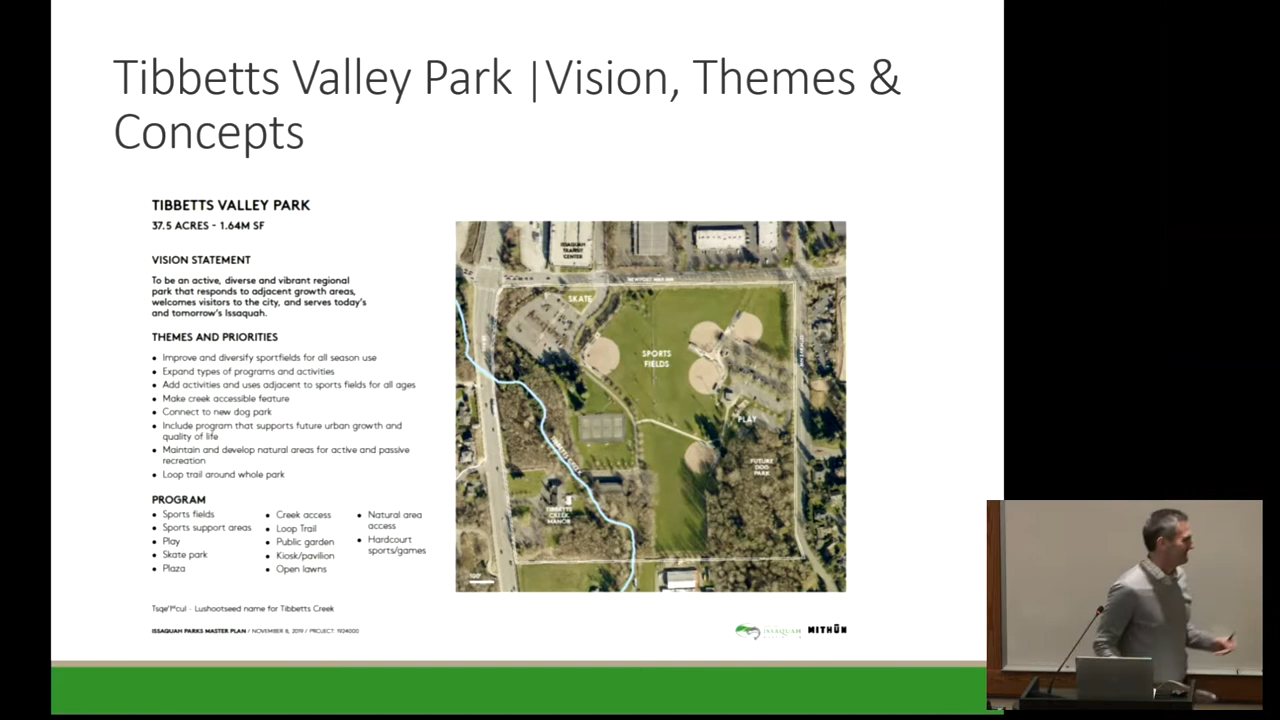 Tibbetts Valley Park |Vision, Themes &
Concepts
TIBBETTS VALLEY PARK
37.5 ACRES - 1.64M SF
VISION STATEMENT
To be an active, diverse and vibrant regional
park that responds to adjacent growth areas,
welcomes visitors to the city, and serves today's
and tomorrow's Issaquah.
THEMES AND PRIORITIES
• Improve and diversify sportfields for all season use
• Expand types of programs and activities
• Add activities and uses adjacent to sports fields for all ages
• Make creek accessible feature
• Connect to new dog park
• Include program that supports future urban growth and
quality of life
• Maintain and develop natural areas for active and passive
recreation
• Loop trail around whole park
PROGRAM
• Sports fields
• Sports support areas
• Play
• Skate park
• Plaza
• Creek access
• Loop Trail
• Public garden
• Kiosk/pavilion
• Open lawns
• Natural area
access
• Hardcourt
sports/games
Lushootseed name for Tibbetts Creek
ISSAQUAH PARKS MASTER PLAN / NOVEMBER 8, 2019 / PROJECT: 1924000
ISSAQUAH
TRANSIT
CENTER
SKATE
SPORTS
FIELDS
PLAY
FUTURE
DOG
PARK
TIBBETTS
CREEK
MANOR
100'
ISSAQUAH
MITHŪN